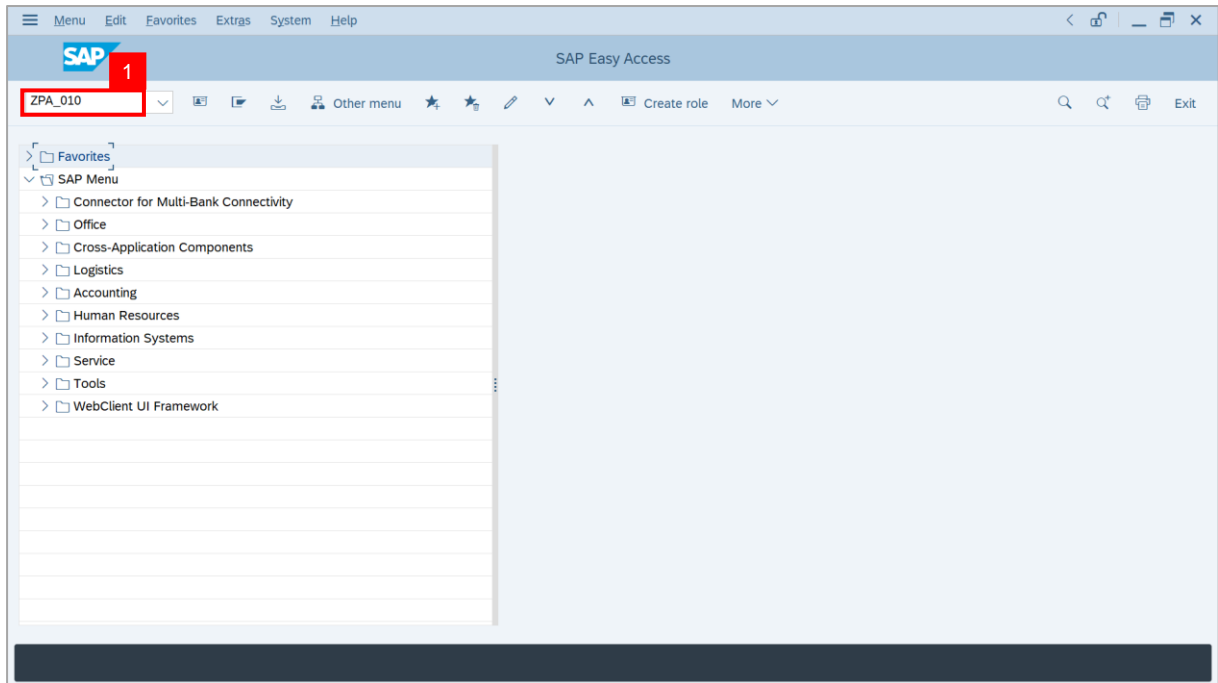 Menu Edit Favorites Extras System Help
SAP
SAP Easy Access
1
ZPA_010
Other menu
Create role
More
Exit
Favorites
SAP Menu
Connector for Multi-Bank Connectivity
Office
Cross-Application Components
Logistics
Accounting
Human Resources
Information Systems
Service
Tools
WebClient UI Framework